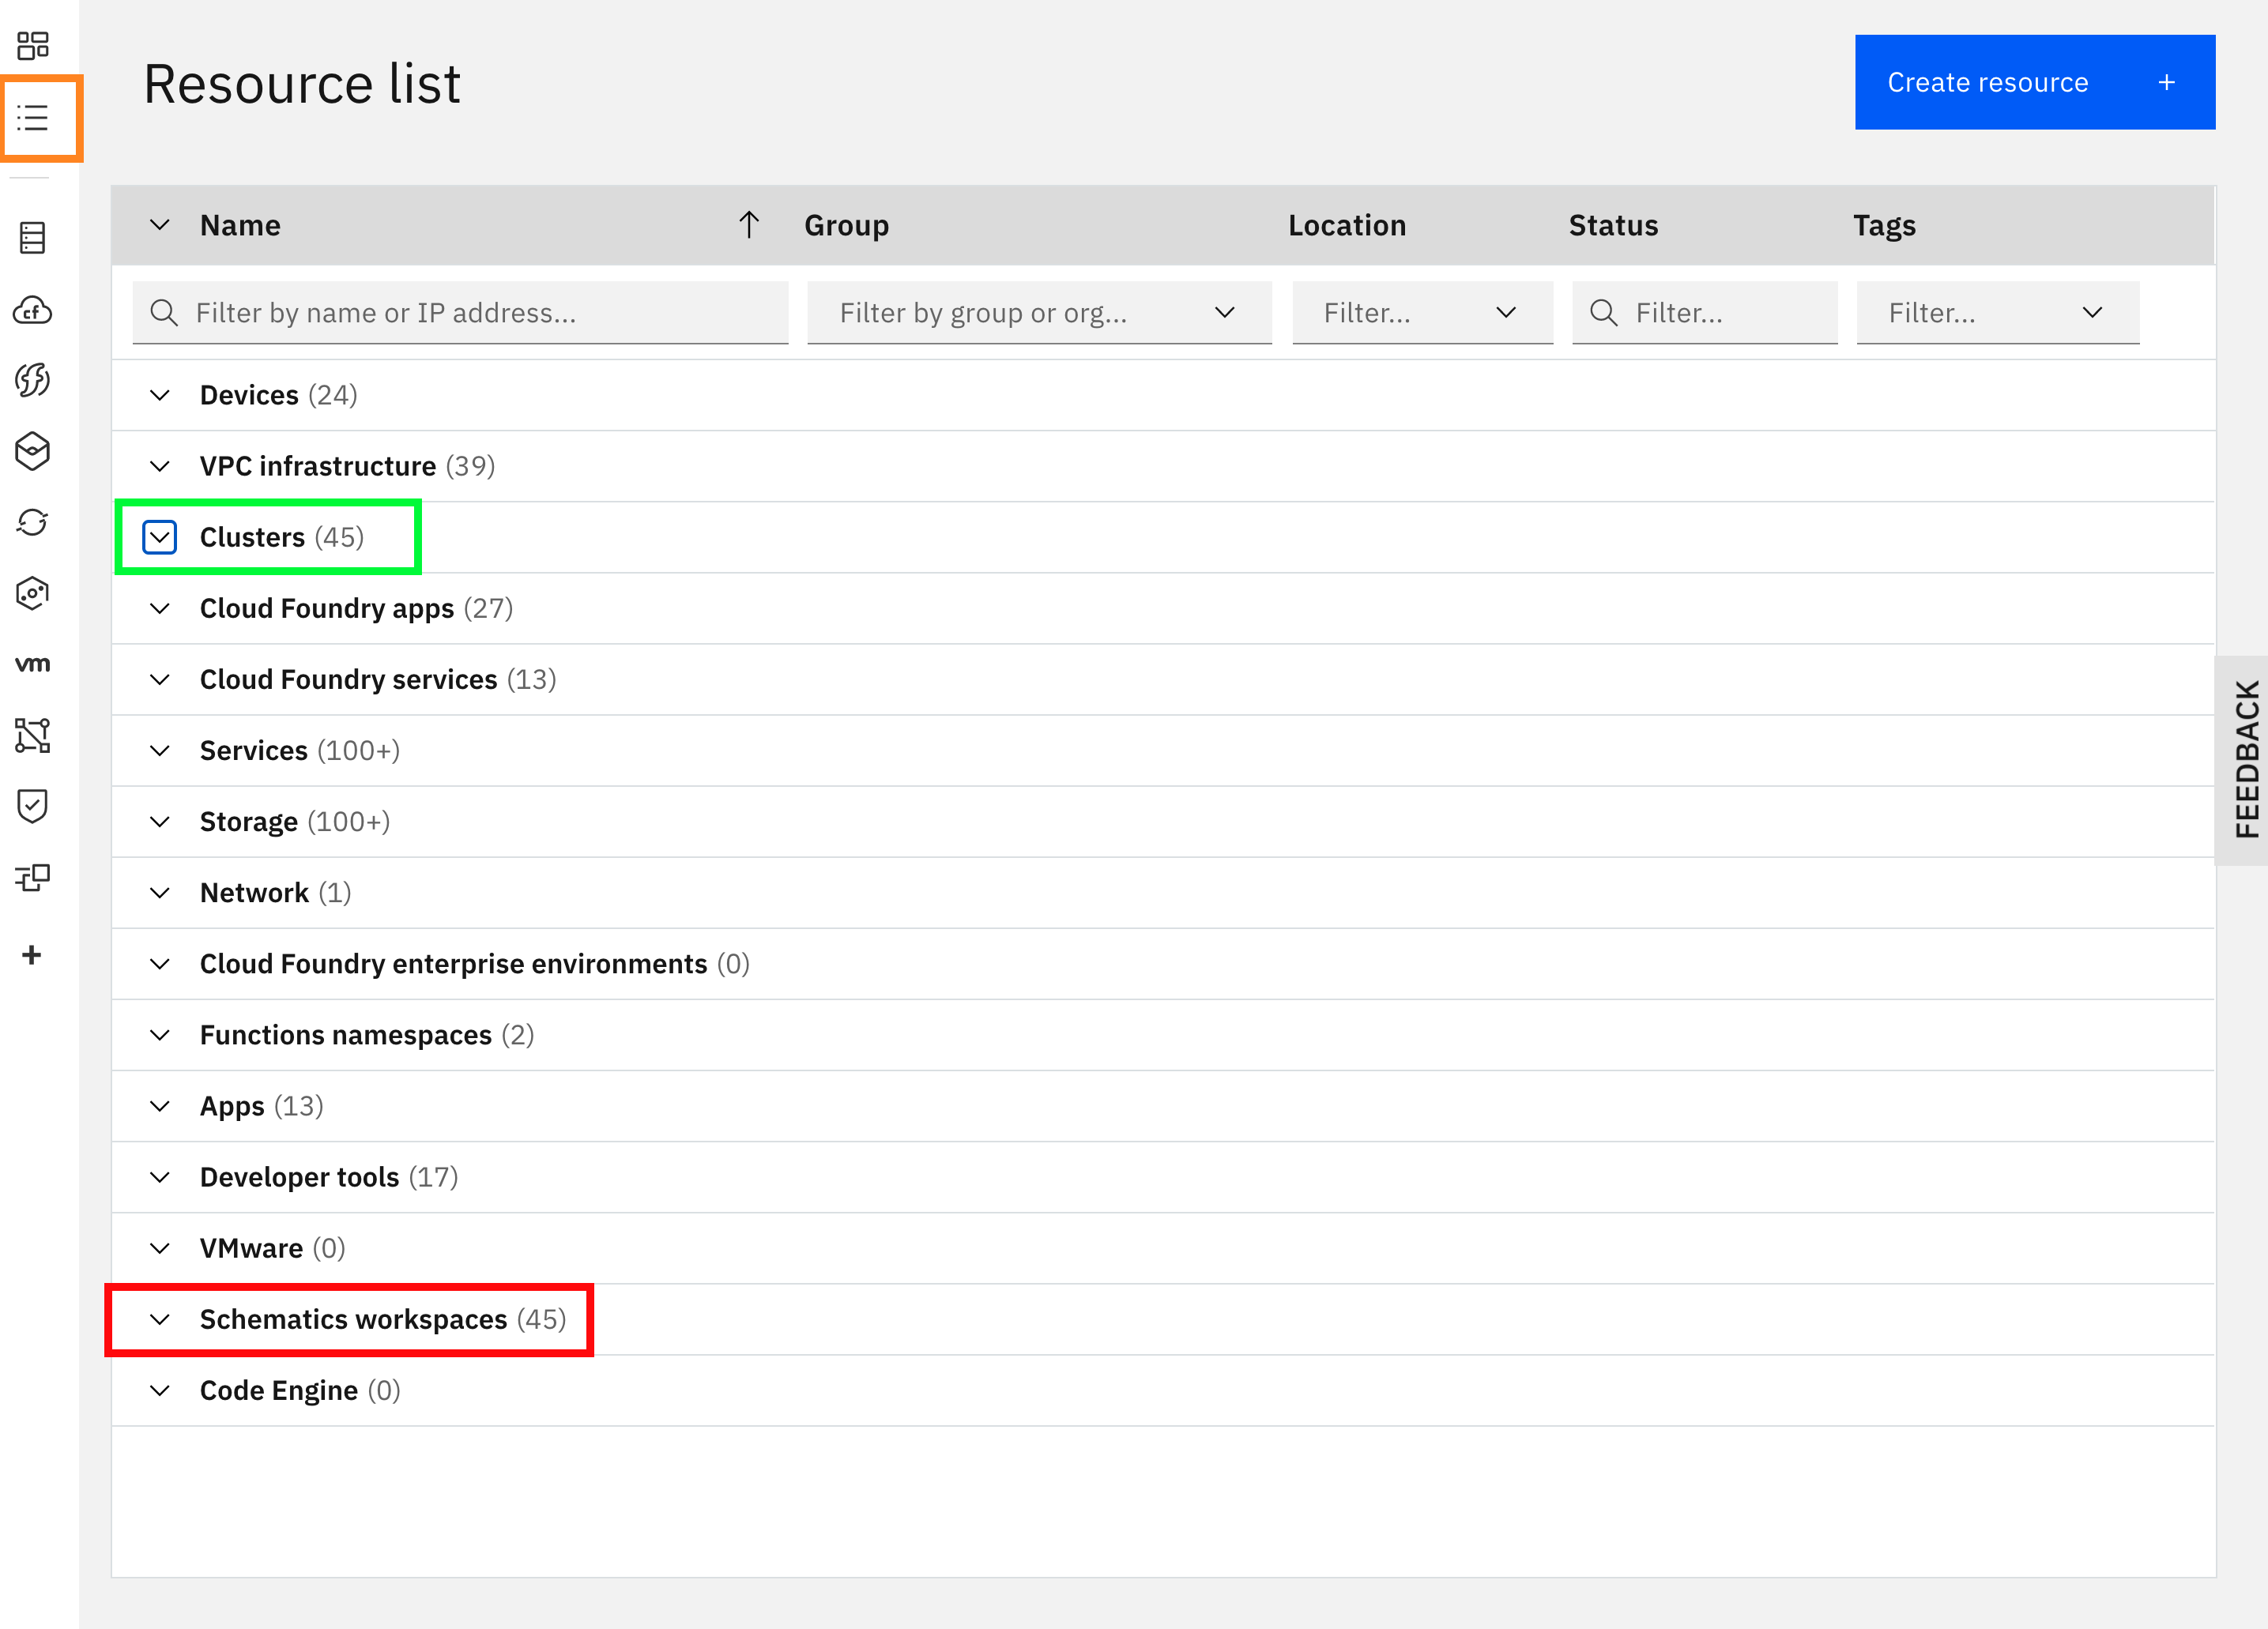 Resource list
Create resource +
Name Group Location Status Tags
Filter by name or IP address... Filter by group or org... Filter... Filter... Filter...
Devices (24)
VPC infrastructure (39)
Clusters (45)
Cloud Foundry apps (27)
Cloud Foundry services (13)
Services (100+)
Storage (100+)
Network (1)
Cloud Foundry enterprise environments (0)
Functions namespaces (2)
Apps (13)
Developer tools (17)
VMware (0)
Schematics workspaces (45)
Code Engine (0)
cf
vm
FEEDBACK